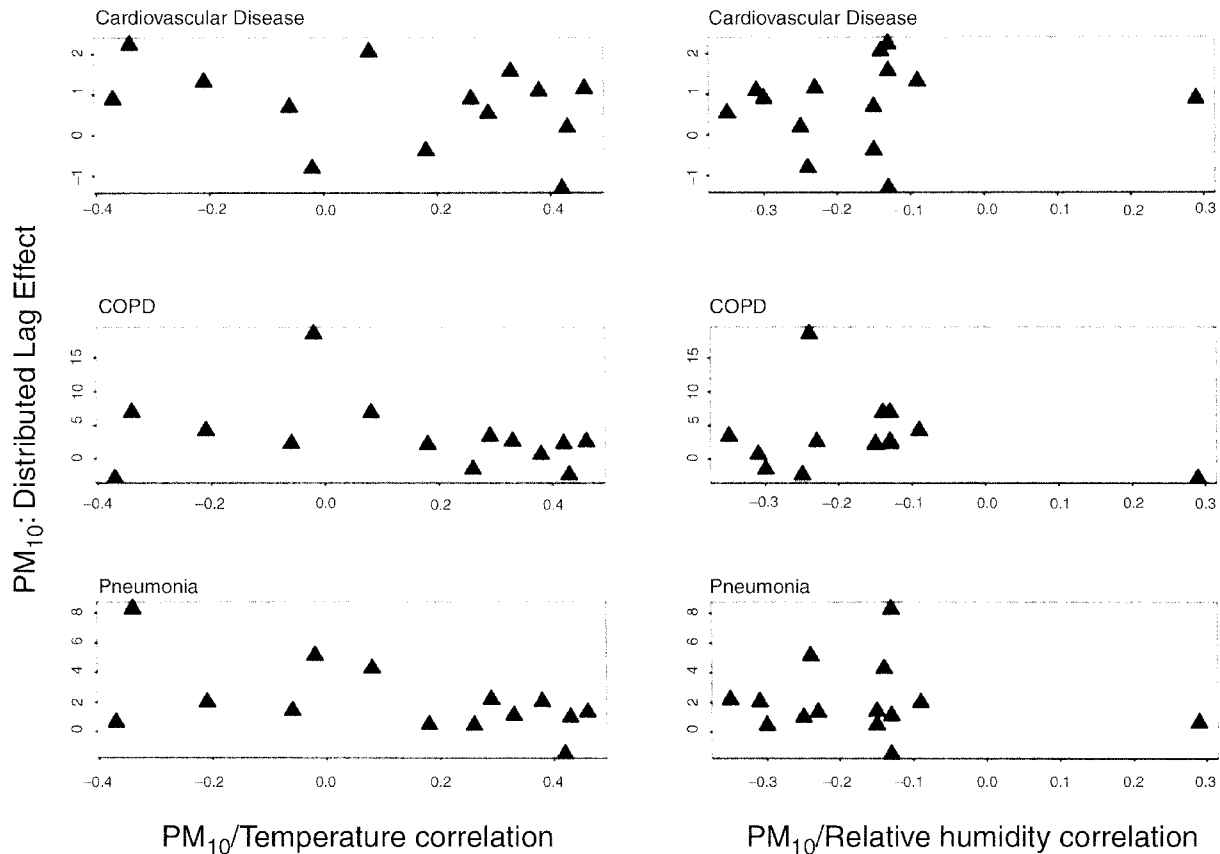 Cardiovascular Disease
2
1
0
−1
−0.4 −0.2 0.0 0.2 0.4
Cardiovascular Disease
2
1
0
−1
−0.3 −0.2 −0.1 0.0 0.1 0.2 0.3
COPD
15
10
5
0
−0.4 −0.2 0.0 0.2 0.4
COPD
15
10
5
0
−0.3 −0.2 −0.1 0.0 0.1 0.2 0.3
Pneumonia
8
6
4
2
0
−0.4 −0.2 0.0 0.2 0.4
Pneumonia
8
6
4
2
0
−0.3 −0.2 −0.1 0.0 0.1 0.2 0.3
PM10: Distributed Lag Effect
PM10/Temperature correlation
PM10/Relative humidity correlation